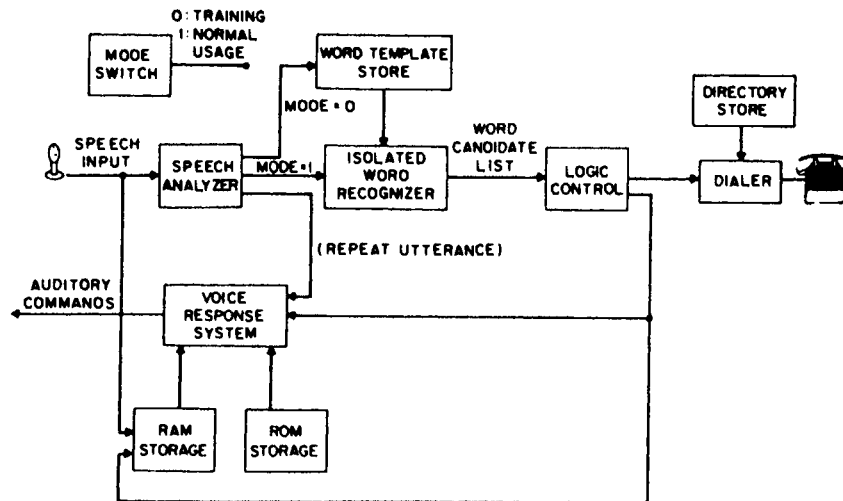 0: TRAINING
1: NORMAL
USAGE
MODE
SWITCH
WORD TEMPLATE
STORE
MODE = 0
DIRECTORY
STORE
SPEECH
INPUT
SPEECH
ANALYZER
MODE=1
ISOLATED
WORD
RECOGNIZER
WORD
CANDIDATE
LIST
LOGIC
CONTROL
DIALER
(REPEAT UTTERANCE)
AUDITORY
COMMANDS
VOICE
RESPONSE
SYSTEM
RAM
STORAGE
ROM
STORAGE